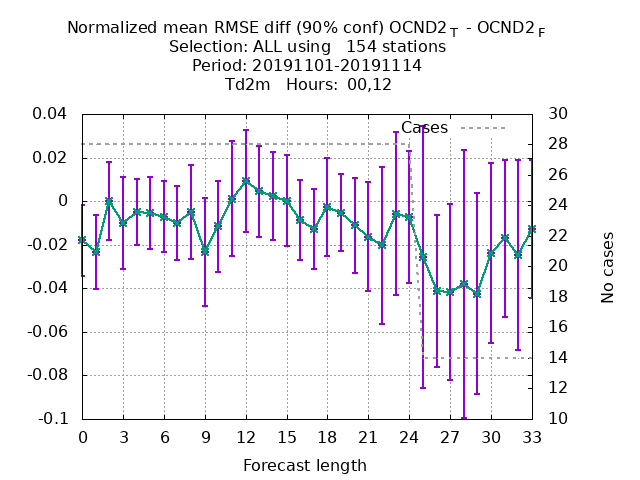 Normalized mean RMSE diff (90% conf) OCND2 T - OCND2 F
Selection: ALL using 154 stations
Period: 20191101-20191114
Td2m Hours: 00,12
Cases
0.04
0.02
0
-0.02
-0.04
-0.06
-0.08
-0.1
30
28
26
24
22
20
18
16
14
12
10
No cases
0 3 6 9 12 15 18 21 24 27 30 33
Forecast length